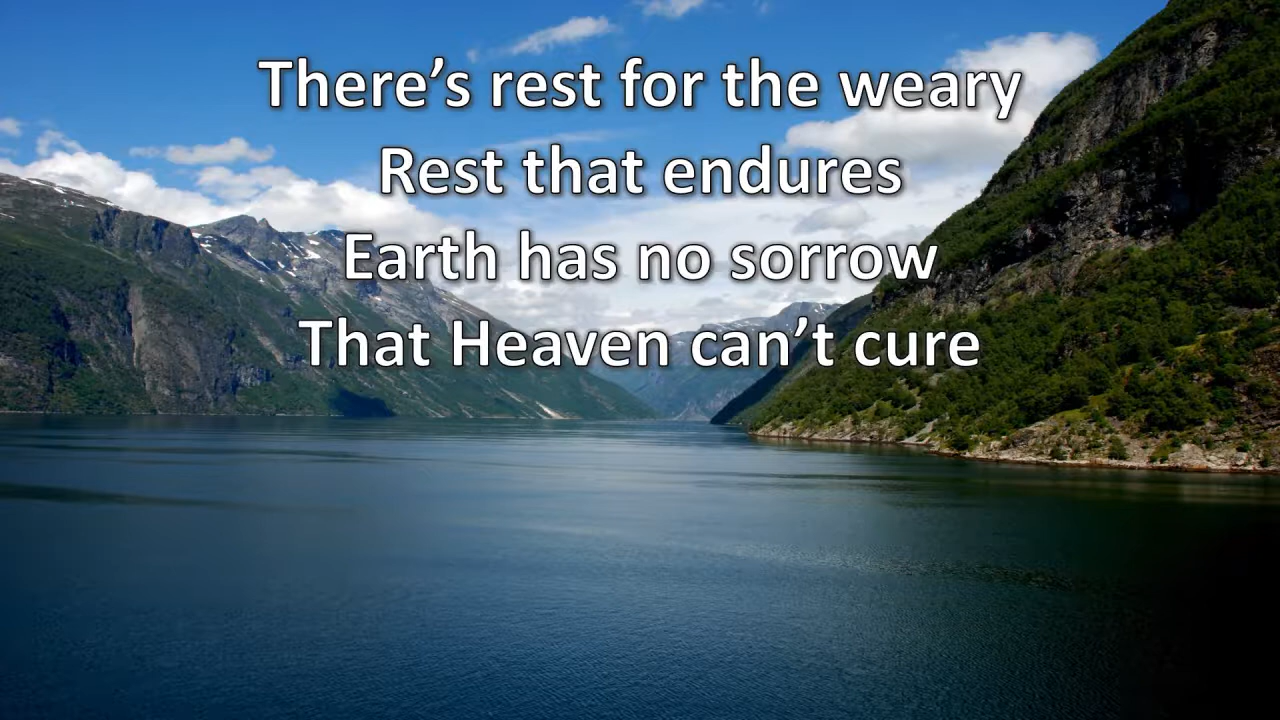 There’s rest for the weary
Rest that endures
Earth has no sorrow
That Heaven can’t cure